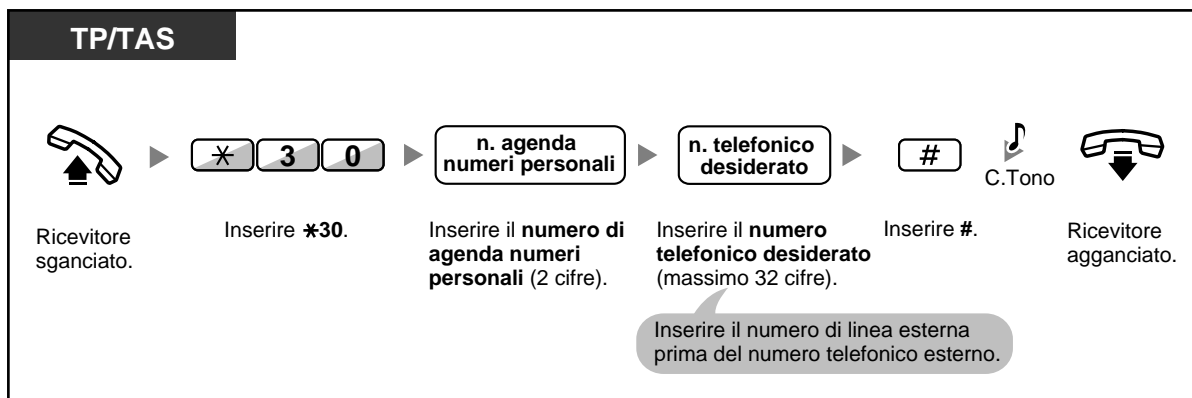 TP/TAS
✳ 3 0
n. agenda
numeri personali
n. telefonico
desiderato
#
C.Tono
Ricevitore
sganciato.
Inserire ✳30.
Inserire il numero di
agenda numeri
personali (2 cifre).
Inserire il numero
telefonico desiderato
(massimo 32 cifre).
Inserire #.
Ricevitore
agganciato.
Inserire il numero di linea esterna
prima del numero telefonico esterno.